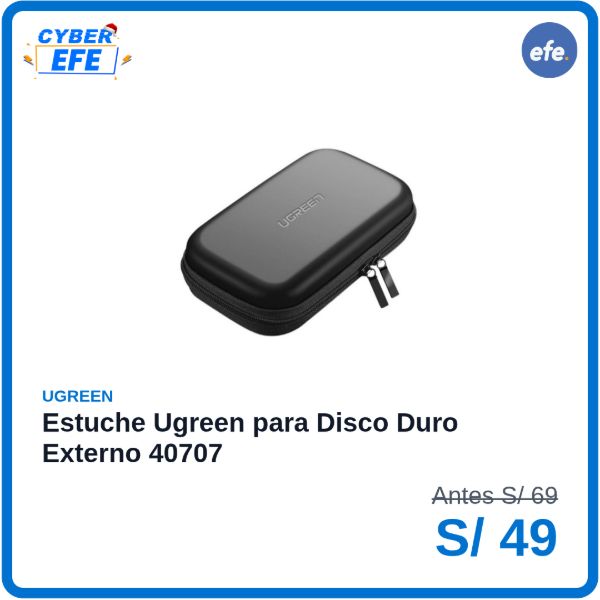 CYBER
EFE
efe.
UGREEN
UGREEN
Estuche Ugreen para Disco Duro
Externo 40707
Antes S/ 69
S/ 49